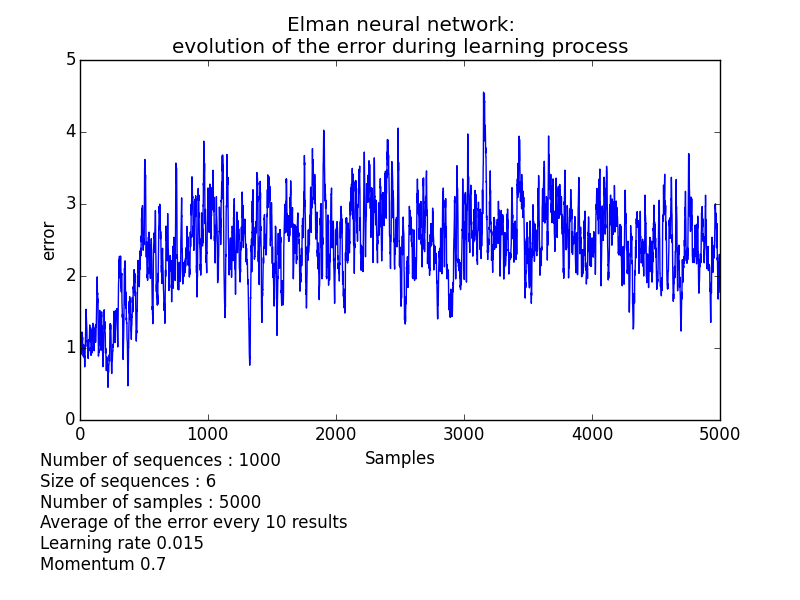 Elman neural network:
evolution of the error during learning process
5
4
3
2
1
0
error
0 1000 2000 3000 4000 5000
Samples
Number of sequences : 1000
Size of sequences : 6
Number of samples : 5000
Average of the error every 10 results
Learning rate 0.015
Momentum 0.7